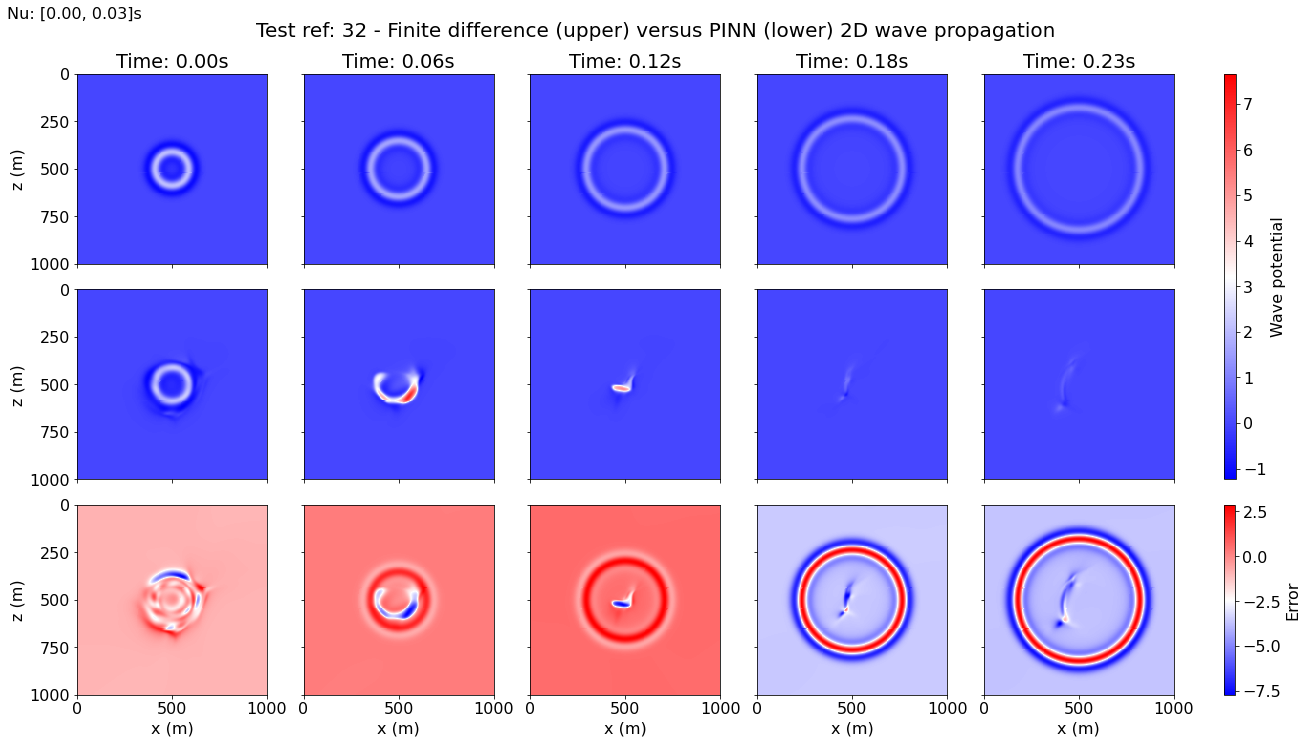 Nu: [0.00, 0.03]s
Test ref: 32 - Finite difference (upper) versus PINN (lower) 2D wave propagation
Time: 0.00s
Time: 0.06s
Time: 0.12s
Time: 0.18s
Time: 0.23s
0
250
500
750
1000
z (m)
7
6
5
4
3
2
1
0
−1
Wave potential
0
250
500
750
1000
z (m)
0
250
500
750
1000
z (m)
2.5
0.0
−2.5
−5.0
−7.5
Error
0 500 1000
0 500 1000
0 500 1000
0 500 1000
0 500 1000
x (m)
x (m)
x (m)
x (m)
x (m)